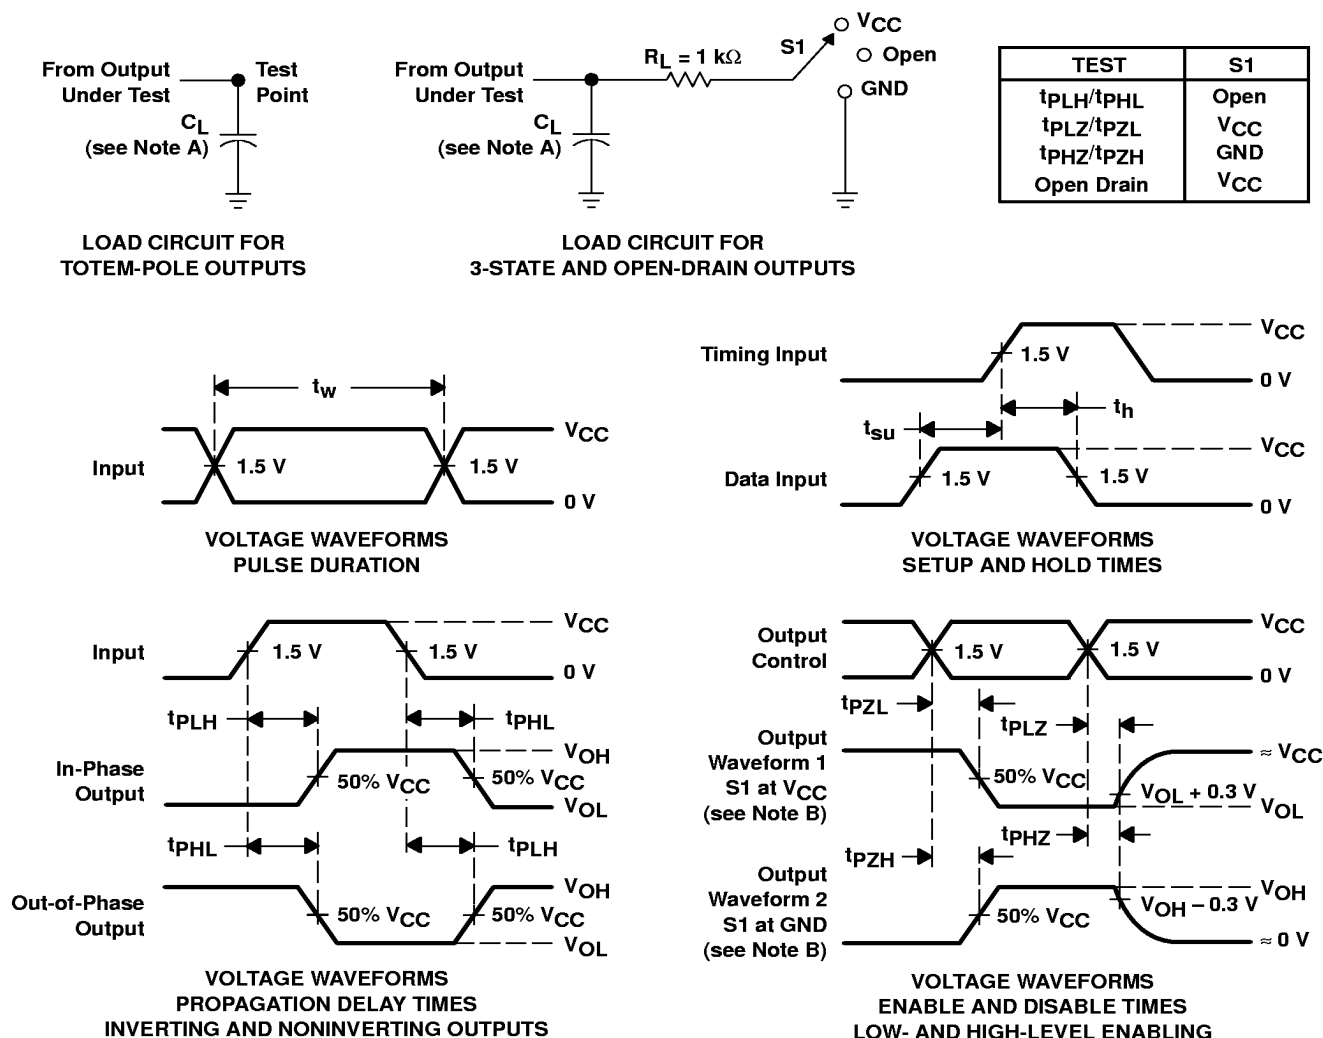 From Output
Under Test
Test
Point
CL
(see Note A)
LOAD CIRCUIT FOR
TOTEM-POLE OUTPUTS
From Output
Under Test
RL = 1 kΩ
S1
VCC
Open
GND
CL
(see Note A)
LOAD CIRCUIT FOR
3-STATE AND OPEN-DRAIN OUTPUTS
TEST S1
tPLH/tPHL Open
tPLZ/tPZL VCC
tPHZ/tPZH GND
Open Drain VCC
tw
Input
1.5 V
1.5 V
VCC
0 V
VOLTAGE WAVEFORMS
PULSE DURATION
Timing Input
1.5 V
VCC
0 V
th
tsu
Data Input
1.5 V
1.5 V
VCC
0 V
VOLTAGE WAVEFORMS
SETUP AND HOLD TIMES
Input
1.5 V
1.5 V
VCC
0 V
tPLH
tPHL
In-Phase
Output
50% VCC
50% VCC
VOH
VOL
tPHL
tPLH
Out-of-Phase
Output
50% VCC
50% VCC
VOH
VOL
VOLTAGE WAVEFORMS
PROPAGATION DELAY TIMES
INVERTING AND NONINVERTING OUTPUTS
Output
Control
1.5 V
1.5 V
VCC
0 V
tPZL
tPLZ
Output
Waveform 1
S1 at VCC
(see Note B)
50% VCC
VOL + 0.3 V
≈ VCC
VOL
tPHZ
tPZH
Output
Waveform 2
S1 at GND
(see Note B)
50% VCC
VOH − 0.3 V
VOH
≈ 0 V
VOLTAGE WAVEFORMS
ENABLE AND DISABLE TIMES
LOW- AND HIGH-LEVEL ENABLING